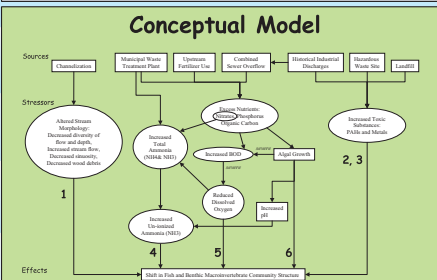 Conceptual Model
Sources
Channelization
Municipal Waste
Treatment Plant
Upstream
Fertilizer Use
Combined
Sewer Overflow
Historical Industrial
Discharges
Hazardous
Waste Site
Landfill
Stressors
Altered Stream
Morphology:
Decreased diversity of
flow and depth,
Increased stream flow,
Decreased sinuosity,
Decreased wood debris
Increased
Total
Ammonia
(NH4& NH3)
Excess Nutrients:
Nitrates, Phosphorus
Organic Carbon
Increased Toxic
Substances:
PAHs and Metals
Increased BOD
severe
Algal Growth
severe
2, 3
1
Reduced
Dissolved
Oxygen
Increased
pH
Increased
Un-ionized
Ammonia (NH3)
4
5
6
Effects
Shift in Fish and Benthic Macroinvertebrate Community Structure